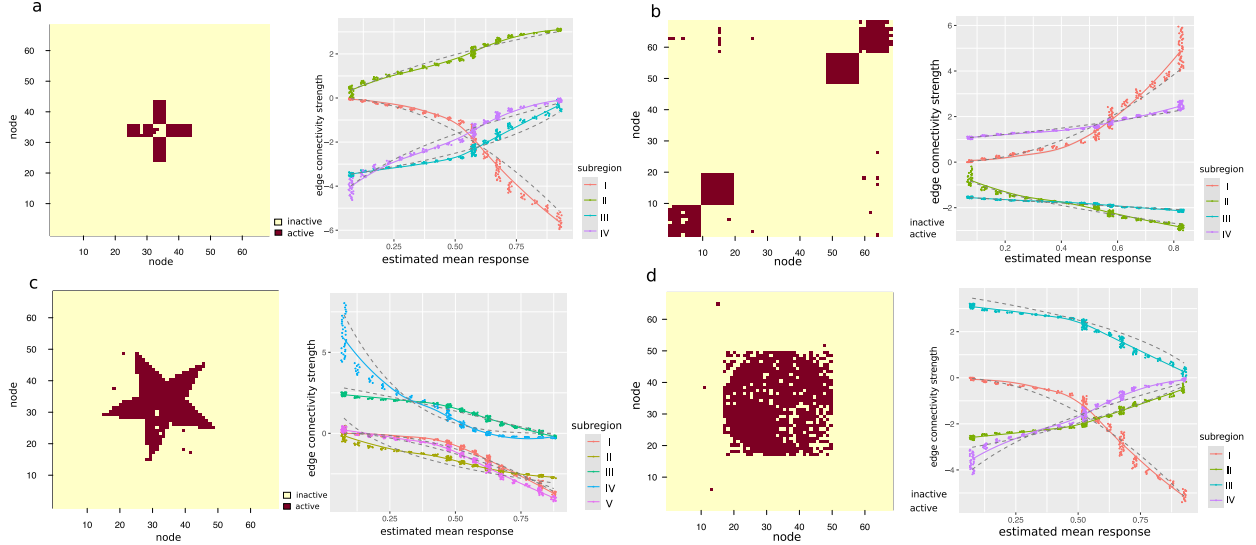 a
node
60
50
40
30
20
10
10
20
30
40
50
60
node
inactive
active
edge connectivity strength
2
0
−2
−4
−6
0.25
0.50
0.75
estimated mean response
subregion
I
II
III
IV
b
node
60
50
40
30
20
10
10
20
30
40
50
60
node
inactive
active
edge connectivity strength
6
4
2
0
−2
0.2
0.4
0.6
0.8
estimated mean response
subregion
I
II
III
IV
c
node
60
50
40
30
20
10
10
20
30
40
50
60
node
inactive
active
edge connectivity strength
5
0
0.25
0.50
0.75
estimated mean response
subregion
I
II
III
IV
V
d
node
60
50
40
30
20
10
10
20
30
40
50
60
node
inactive
active
edge connectivity strength
2
0
−2
−4
0.25
0.50
0.75
estimated mean response
subregion
I
II
III
IV